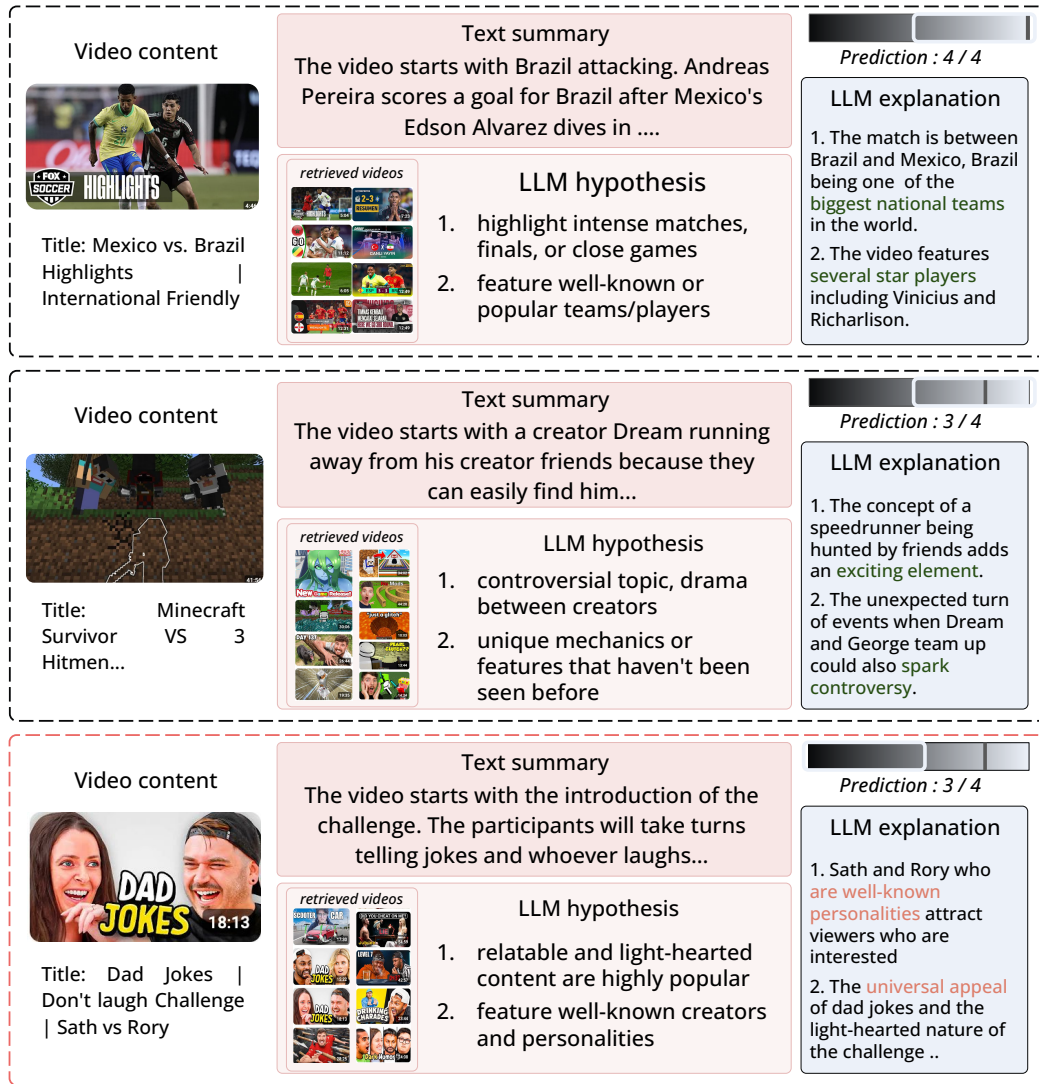 Video content
FOX
SOCCER
HIGHLIGHTS
Title: Mexico vs. Brazil
Highlights |
International Friendly
Text summary
The video starts with Brazil attacking. Andreas
Pereira scores a goal for Brazil after Mexico's
Edson Alvarez dives in ....
retrieved videos
LLM hypothesis
1. highlight intense matches,
finals, or close games
2. feature well-known or
popular teams/players
Prediction : 4 / 4
LLM explanation
1. The match is between
Brazil and Mexico, Brazil
being one of the
biggest national teams
in the world.
2. The video features
several star players
including Vinicius and
Richarlison.
Video content
41:54
Title: Minecraft
Survivor VS 3
Hitmen...
Text summary
The video starts with a creator Dream running
away from his creator friends because they
can easily find him...
retrieved videos
LLM hypothesis
1. controversial topic, drama
between creators
2. unique mechanics or
features that haven't been
seen before
Prediction : 3 / 4
LLM explanation
1. The concept of a
speedrunner being
hunted by friends adds
an exciting element.
2. The unexpected turn
of events when Dream
and George team up
could also spark
controversy.
Video content
DAD
JOKES
18:13
Title: Dad Jokes |
Don't laugh Challenge
| Sath vs Rory
Text summary
The video starts with the introduction of the
challenge. The participants will take turns
telling jokes and whoever laughs...
retrieved videos
SCOOTER CAR
DAD
JOKES
LEVEL 7
DAD
JOKES
DRINKING
CHARADES
LLM hypothesis
1. relatable and light-hearted
content are highly popular
2. feature well-known creators
and personalities
Prediction : 3 / 4
LLM explanation
1. Sath and Rory who
are well-known
personalities attract
viewers who are
interested
2. The universal appeal
of dad jokes and the
light-hearted nature of
the challenge ..